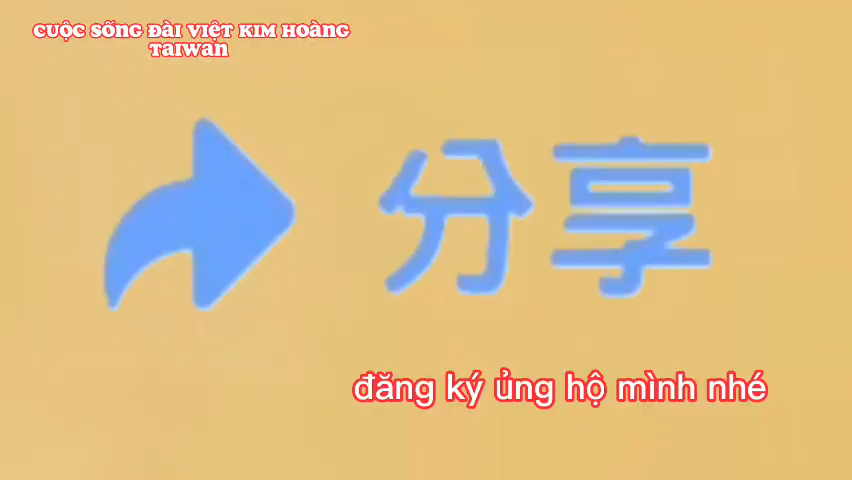 CUỘC SỐNG ĐÀI VIỆT KIM HOÀNG
TAIWAN
分享
đăng ký ủng hộ mình nhé